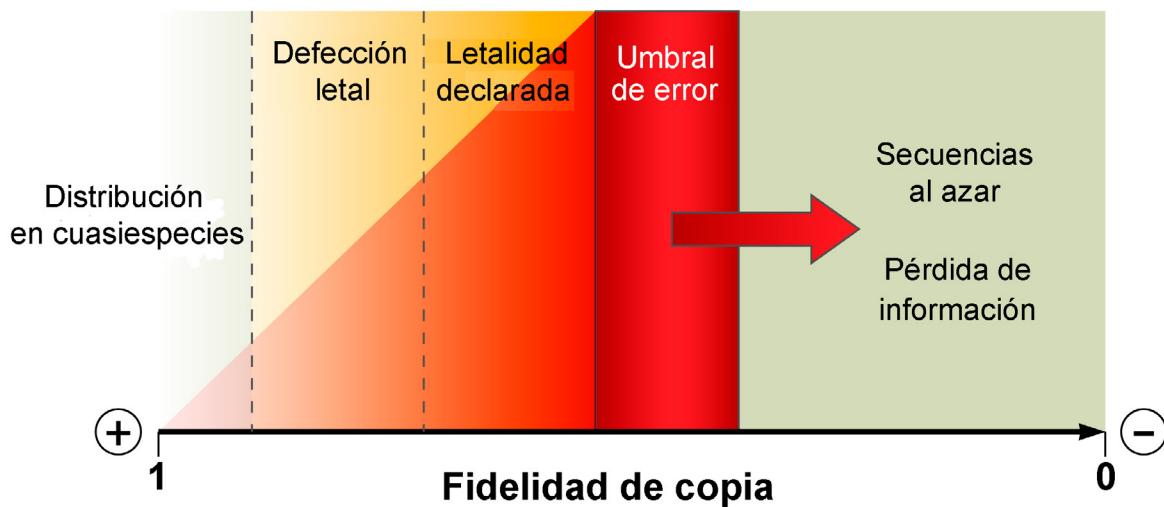 Defección
letal
Letalidad
declarada
Umbral
de error
Distribución
en cuasiespecies
Secuencias
al azar
Pérdida de
información
+
−
1
0
Fidelidad de copia